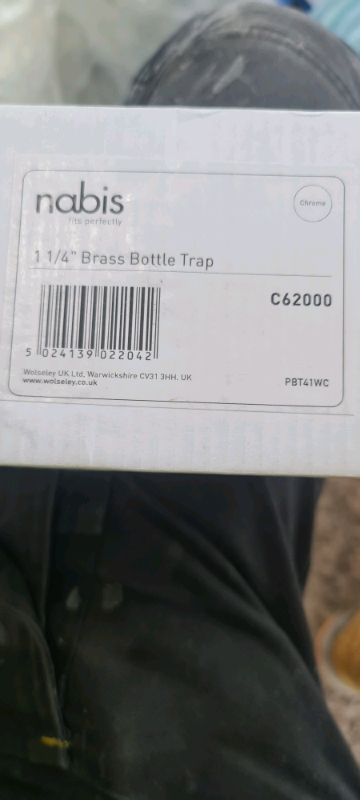 nabis
fits perfectly
Chrome
1 1/4" Brass Bottle Trap
C62000
5 024139 022042
Wolseley UK Ltd, Warwickshire CV31 3HH. UK
www.wolseley.co.uk
PBT41WC